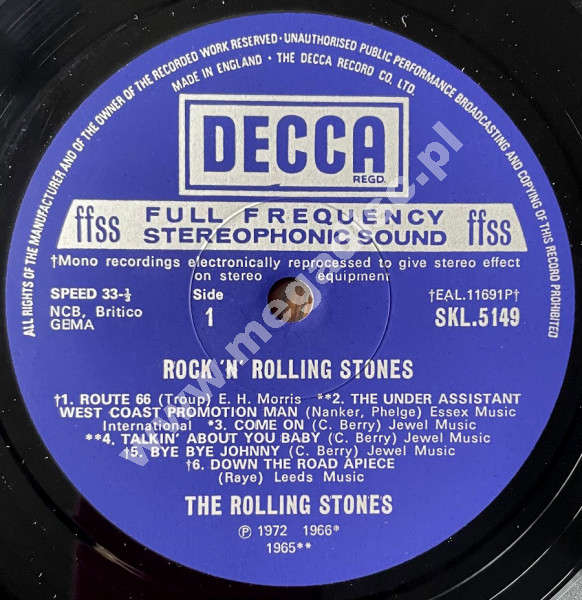 ALL RIGHTS OF THE MANUFACTURER AND OF THE OWNER OF THE RECORDED WORK RESERVED · UNAUTHORISED PUBLIC PERFORMANCE BROADCASTING AND COPYING OF THIS RECORD PROHIBITED
MADE IN ENGLAND · THE DECCA RECORD CO. LTD.
DECCA
REGD.
ffss FULL FREQUENCY ffss
STEREOPHONIC SOUND
†Mono recordings electronically reprocessed to give stereo effect
on stereo equipment
SPEED 33-⅓ Side †EAL.11691P†
NCB, Britico 1 SKL.5149
GEMA
ROCK 'N' ROLLING STONES
†1. ROUTE 66 (Troup) E. H. Morris **2. THE UNDER ASSISTANT
WEST COAST PROMOTION MAN (Nanker, Phelge) Essex Music
International *3. COME ON (C. Berry) Jewel Music
**4. TALKIN' ABOUT YOU BABY (C. Berry) Jewel Music
†5. BYE BYE JOHNNY (C. Berry) Jewel Music
†6. DOWN THE ROAD APIECE
(Raye) Leeds Music
THE ROLLING STONES
Ⓟ 1972 1966*
1965**
www.megadisc.pl